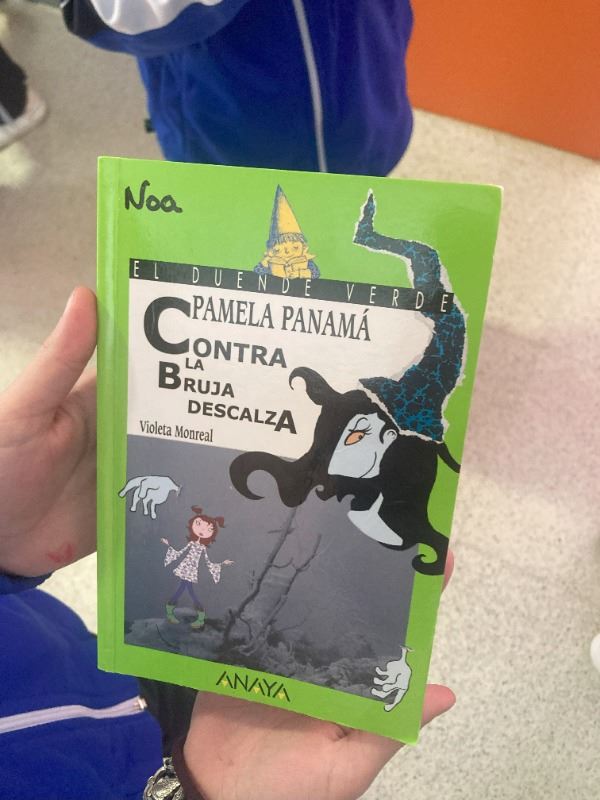 Noa
EL DUENDE VERDE
PAMELA PANAMÁ
CONTRA
LA
BRUJA
DESCALZA
Violeta Monreal
ANAYA